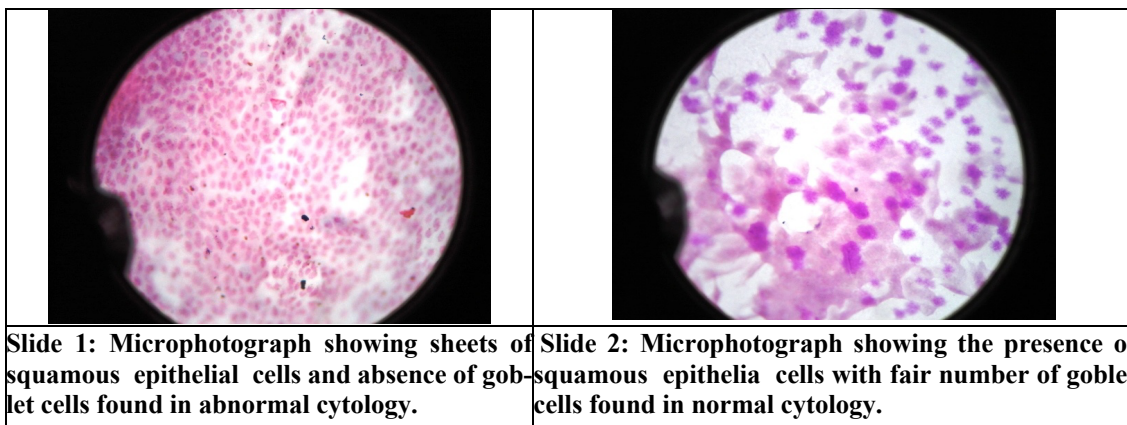 Slide 1: Microphotograph showing sheets of
squamous epithelial cells and absence of gob-
let cells found in abnormal cytology.
Slide 2: Microphotograph showing the presence o
squamous epithelia cells with fair number of goble
cells found in normal cytology.